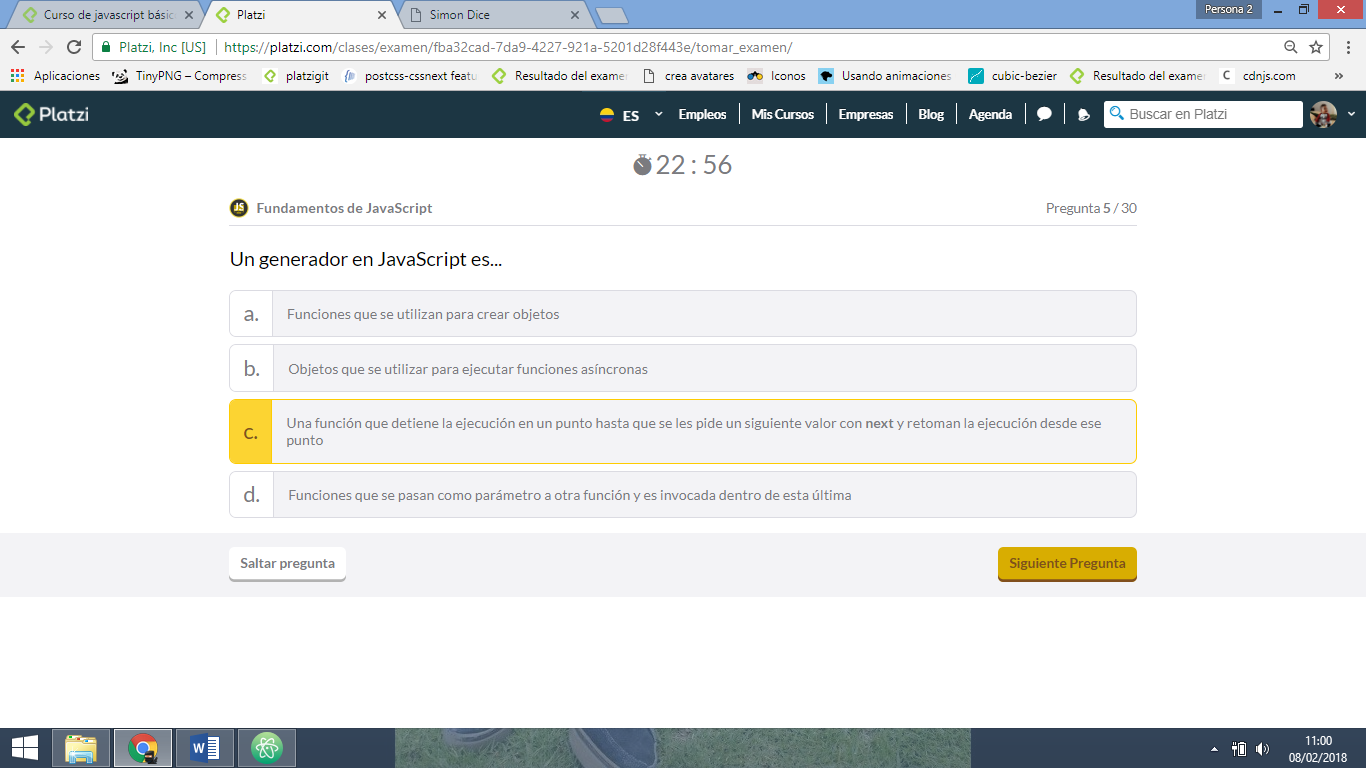 Curso de javascript básic
Platzi
Simon Dice
Persona 2
Platzi, Inc [US]
https://platzi.com/clases/examen/fba32cad-7da9-4227-921a-5201d28f443e/tomar_examen/
Aplicaciones
TinyPNG – Compress
platzigit
postcss-cssnext featu
Resultado del exame
crea avatares
Iconos
Usando animaciones
cubic-bezier
Resultado del exame
C
cdnjs.com
»
Platzi
ES
Empleos
Mis Cursos
Empresas
Blog
Agenda
Buscar en Platzi
22 : 56
JS
Fundamentos de JavaScript
Pregunta 5 / 30
Un generador en JavaScript es...
a.
Funciones que se utilizan para crear objetos
b.
Objetos que se utilizar para ejecutar funciones asíncronas
c.
Una función que detiene la ejecución en un punto hasta que se les pide un siguiente valor con next y retoman la ejecución desde ese
punto
d.
Funciones que se pasan como parámetro a otra función y es invocada dentro de esta última
Saltar pregunta
Siguiente Pregunta
11:00
08/02/2018